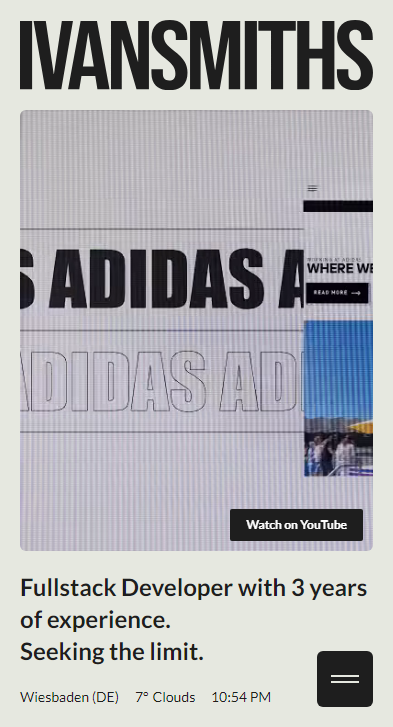 IVANSMITHS
S ADIDAS A
ADIDAS ADI
WORKING AT ADIDAS
WHERE WE
READ MORE
Watch on YouTube
Fullstack Developer with 3 years
of experience.
Seeking the limit.
Wiesbaden (DE) 7° Clouds 10:54 PM